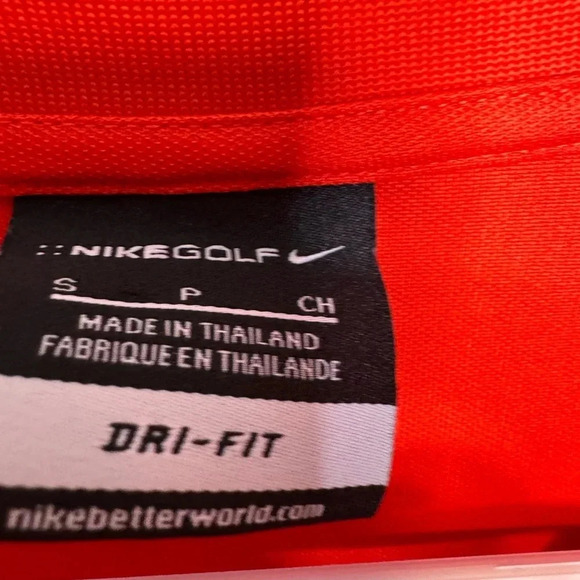 ::NIKEGOLF
S P CH
MADE IN THAILAND
FABRIQUE EN THAILANDE
DRI-FIT
nikebetterworld.com